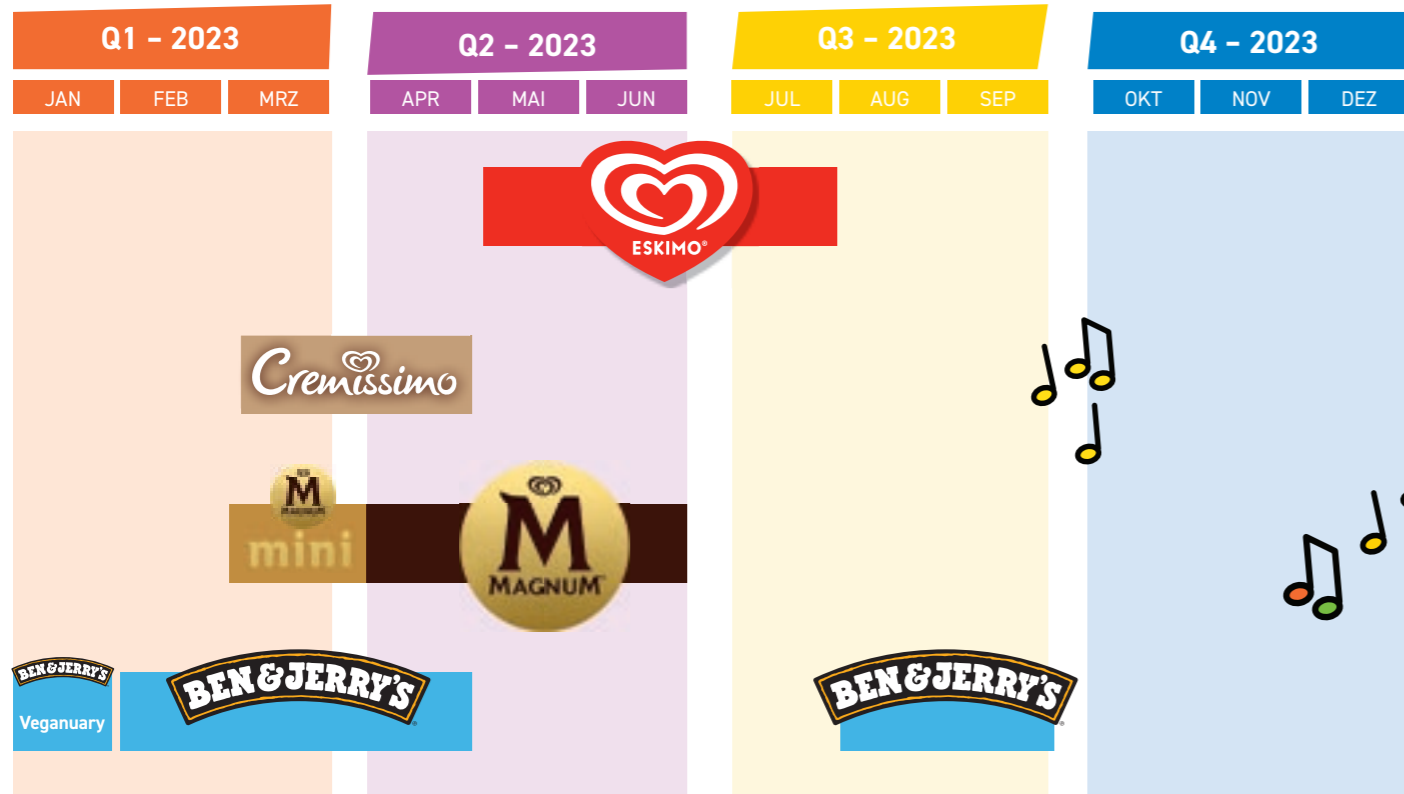 Q1 – 2023
Q2 – 2023
Q3 – 2023
Q4 – 2023
JAN
FEB
MRZ
APR
MAI
JUN
JUL
AUG
SEP
OKT
NOV
DEZ
ESKIMO®
Cremissimo
M
MAGNUM
mini
M
MAGNUM
BEN & JERRY'S
Veganuary
BEN & JERRY'S
BEN & JERRY'S